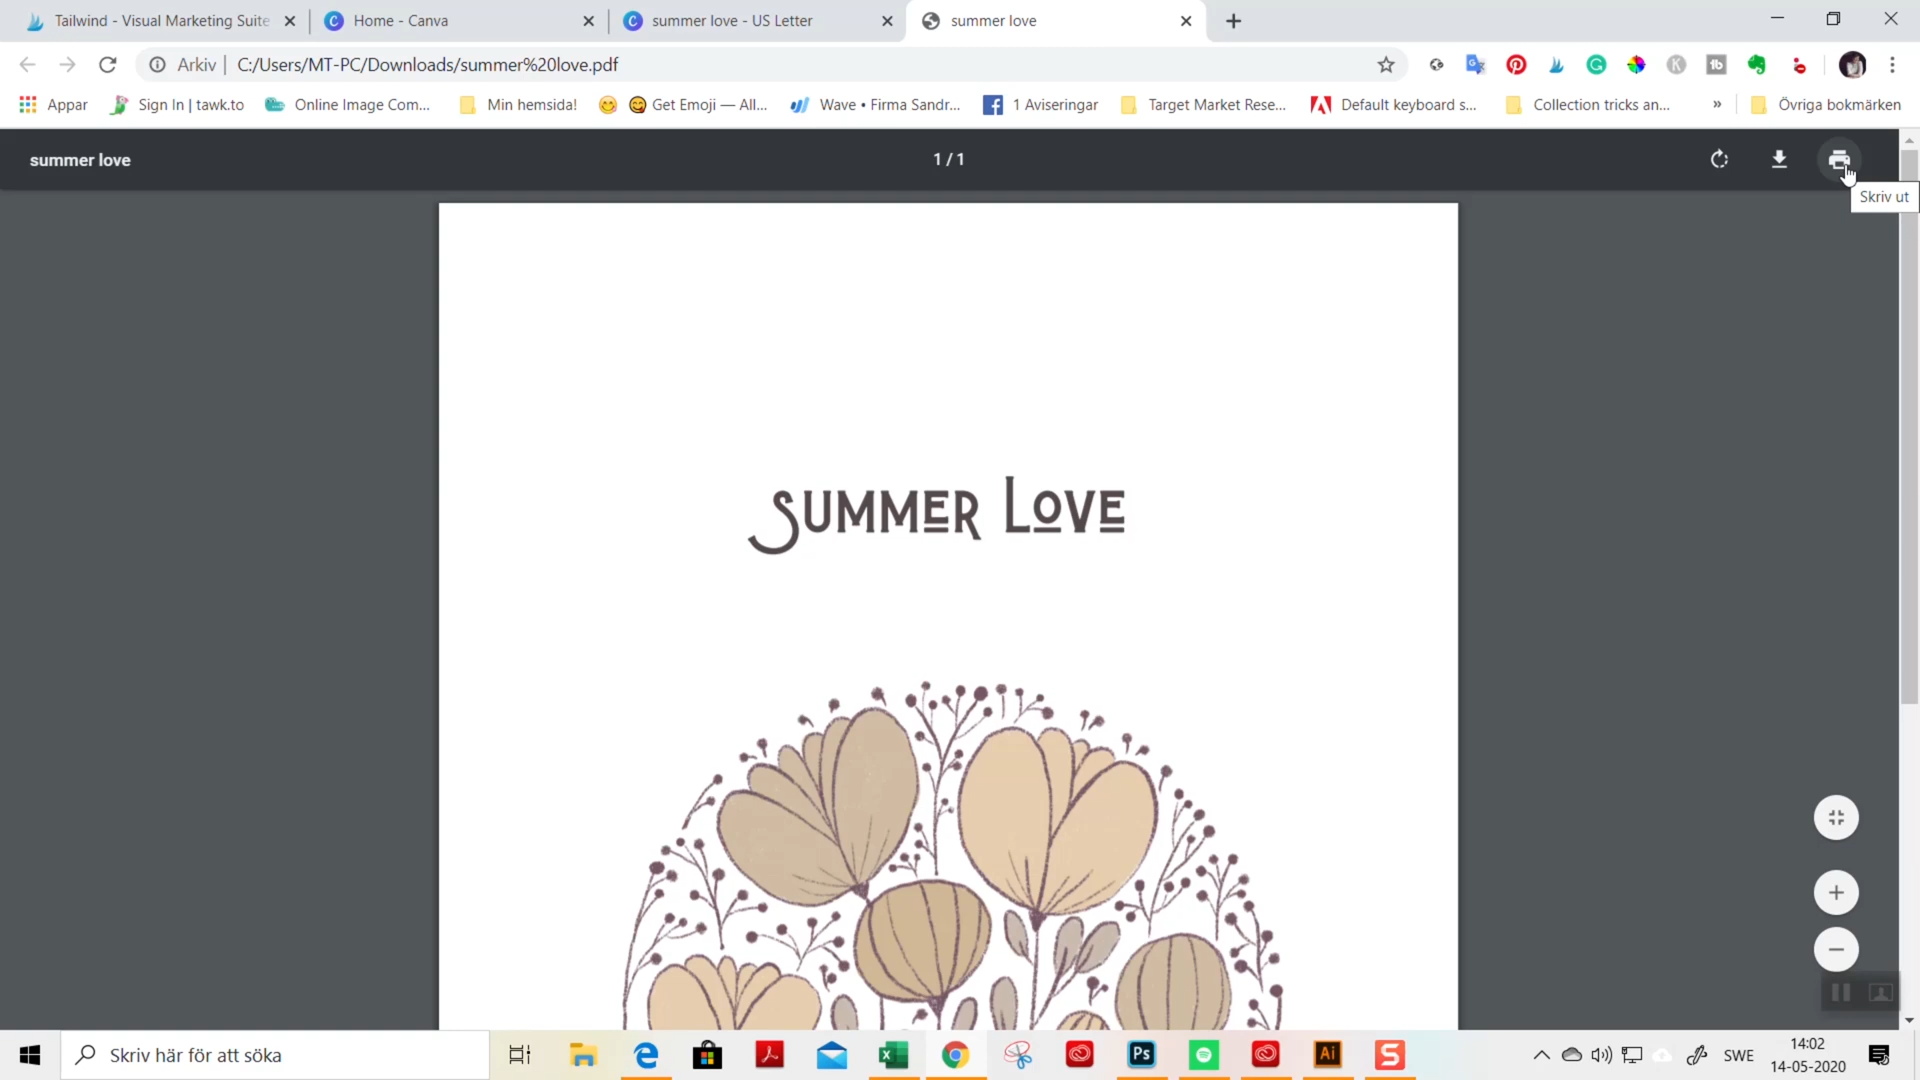 Tailwind - Visual Marketing Suite
Home - Canva
summer love - US Letter
summer love
Arkiv
C:/Users/MT-PC/Downloads/summer%20love.pdf
Appar
Sign In | tawk.to
Online Image Com...
Min hemsida!
Get Emoji — All...
Wave • Firma Sandr...
1 Aviseringar
Target Market Rese...
Default keyboard s...
Collection tricks an...
»
Övriga bokmärken
summer love
1 / 1
Skriv ut
SUMMER LOVE
Skriv här för att söka
Ps
Ai
SWE
14:02
14-05-2020